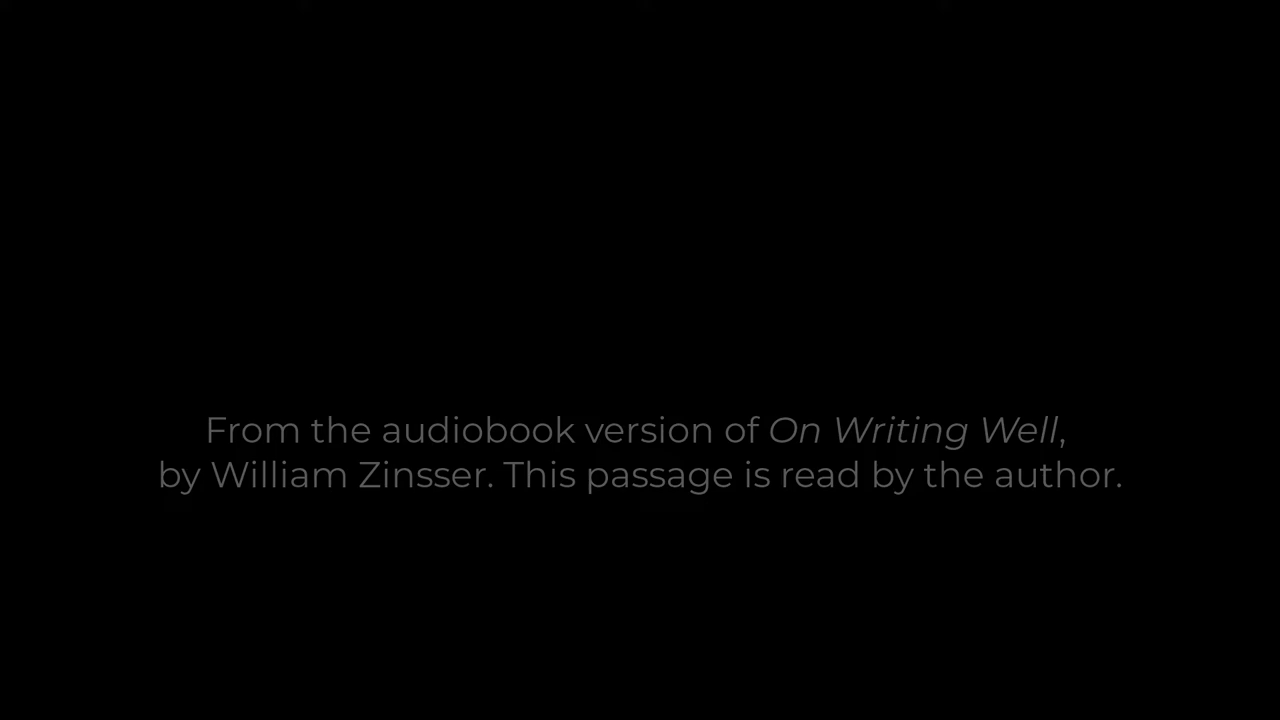 From the audiobook version of On Writing Well,
by William Zinsser. This passage is read by the author.